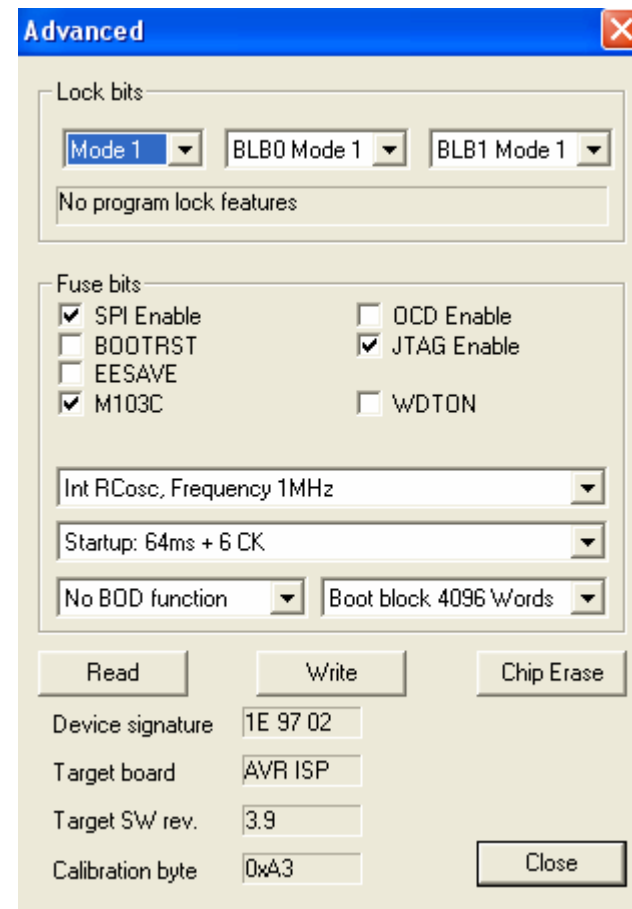 Advanced
Lock bits
Mode 1 BLB0 Mode 1 BLB1 Mode 1
No program lock features
Fuse bits
SPI Enable OCD Enable
BOOTRST JTAG Enable
EESAVE
M103C WDTON
Int RCosc, Frequency 1MHz
Startup: 64ms + 6 CK
No BOD function Boot block 4096 Words
Read Write Chip Erase
Device signature 1E 97 02
Target board AVR ISP
Target SW rev. 3.9
Calibration byte 0xA3
Close